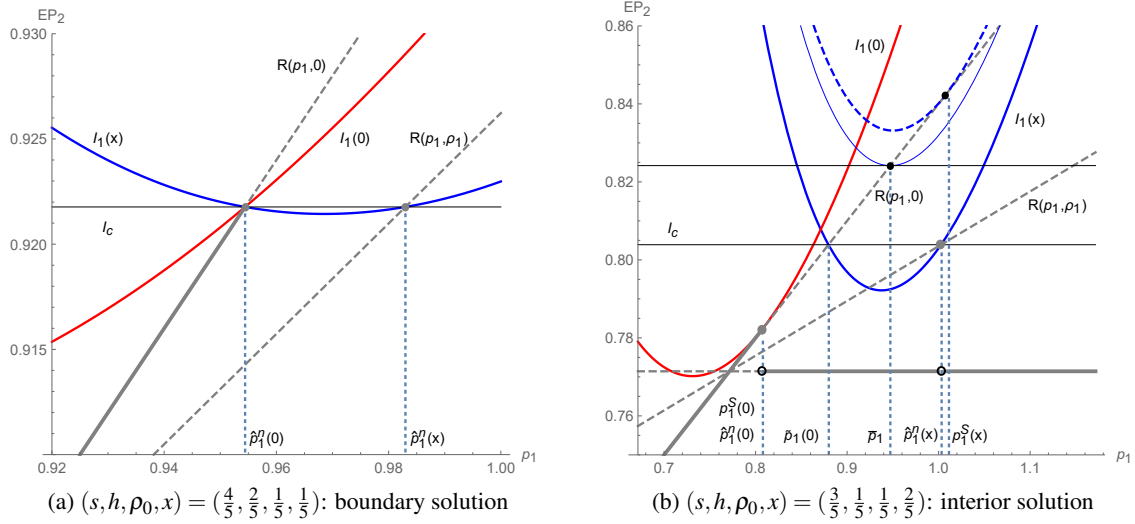 EP₂
0.930
0.925
0.920
0.915
0.92
0.94
0.96
0.98
1.00
p₁
R(p₁,0)
I₁(x)
I₁(0)
R(p₁,ρ₁)
I_c
p̂₁ⁿ(0)
p̂₁ⁿ(x)
(a) (s, h, ρ₀, x) = (4/5, 2/5, 1/5, 1/5): boundary solution
EP₂
0.86
0.84
0.82
0.80
0.78
0.76
0.7
0.8
0.9
1.0
1.1
p₁
I₁(0)
I₁(x)
R(p₁,0)
R(p₁,ρ₁)
I_c
p₁ˢ(0)
p̂₁ⁿ(0)
p̃₁(0)
p̄₁
p̂₁ⁿ(x)
p₁ˢ(x)
(b) (s, h, ρ₀, x) = (3/5, 1/5, 1/5, 2/5): interior solution